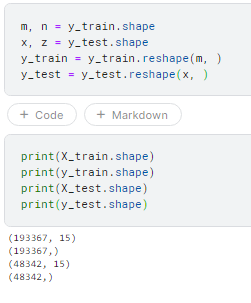 m, n = y_train.shape
x, z = y_test.shape
y_train = y_train.reshape(m, )
y_test = y_test.reshape(x, )
+ Code + Markdown
print(X_train.shape)
print(y_train.shape)
print(X_test.shape)
print(y_test.shape)
(193367, 15)
(193367,)
(48342, 15)
(48342,)